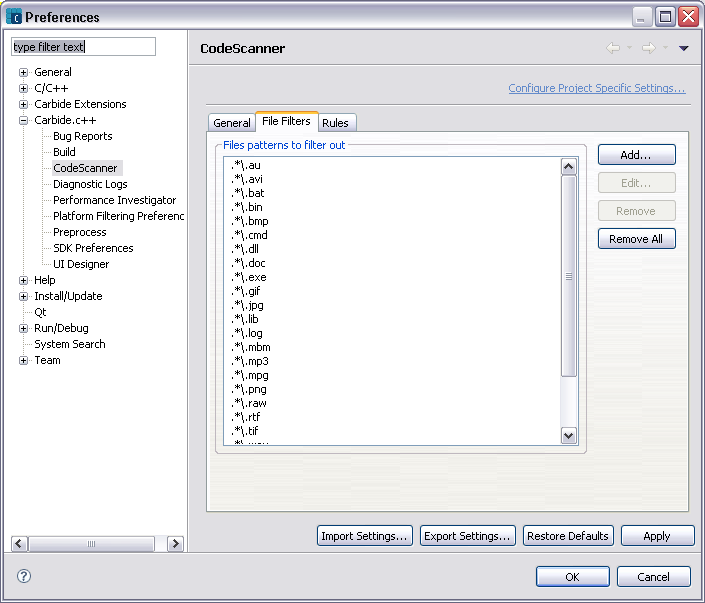 Preferences
type filter text
General
C/C++
Carbide Extensions
Carbide.c++
Bug Reports
Build
CodeScanner
Diagnostic Logs
Performance Investigator
Platform Filtering Preferenc
Preprocess
SDK Preferences
UI Designer
Help
Install/Update
Qt
Run/Debug
System Search
Team
CodeScanner
Configure Project Specific Settings...
General
File Filters
Rules
Files patterns to filter out
.*\.au
.*\.avi
.*\.bat
.*\.bin
.*\.bmp
.*\.cmd
.*\.dll
.*\.doc
.*\.exe
.*\.gif
.*\.jpg
.*\.lib
.*\.log
.*\.mbm
.*\.mp3
.*\.mpg
.*\.png
.*\.raw
.*\.rtf
.*\.tif
Add...
Edit...
Remove
Remove All
Import Settings...
Export Settings...
Restore Defaults
Apply
OK
Cancel